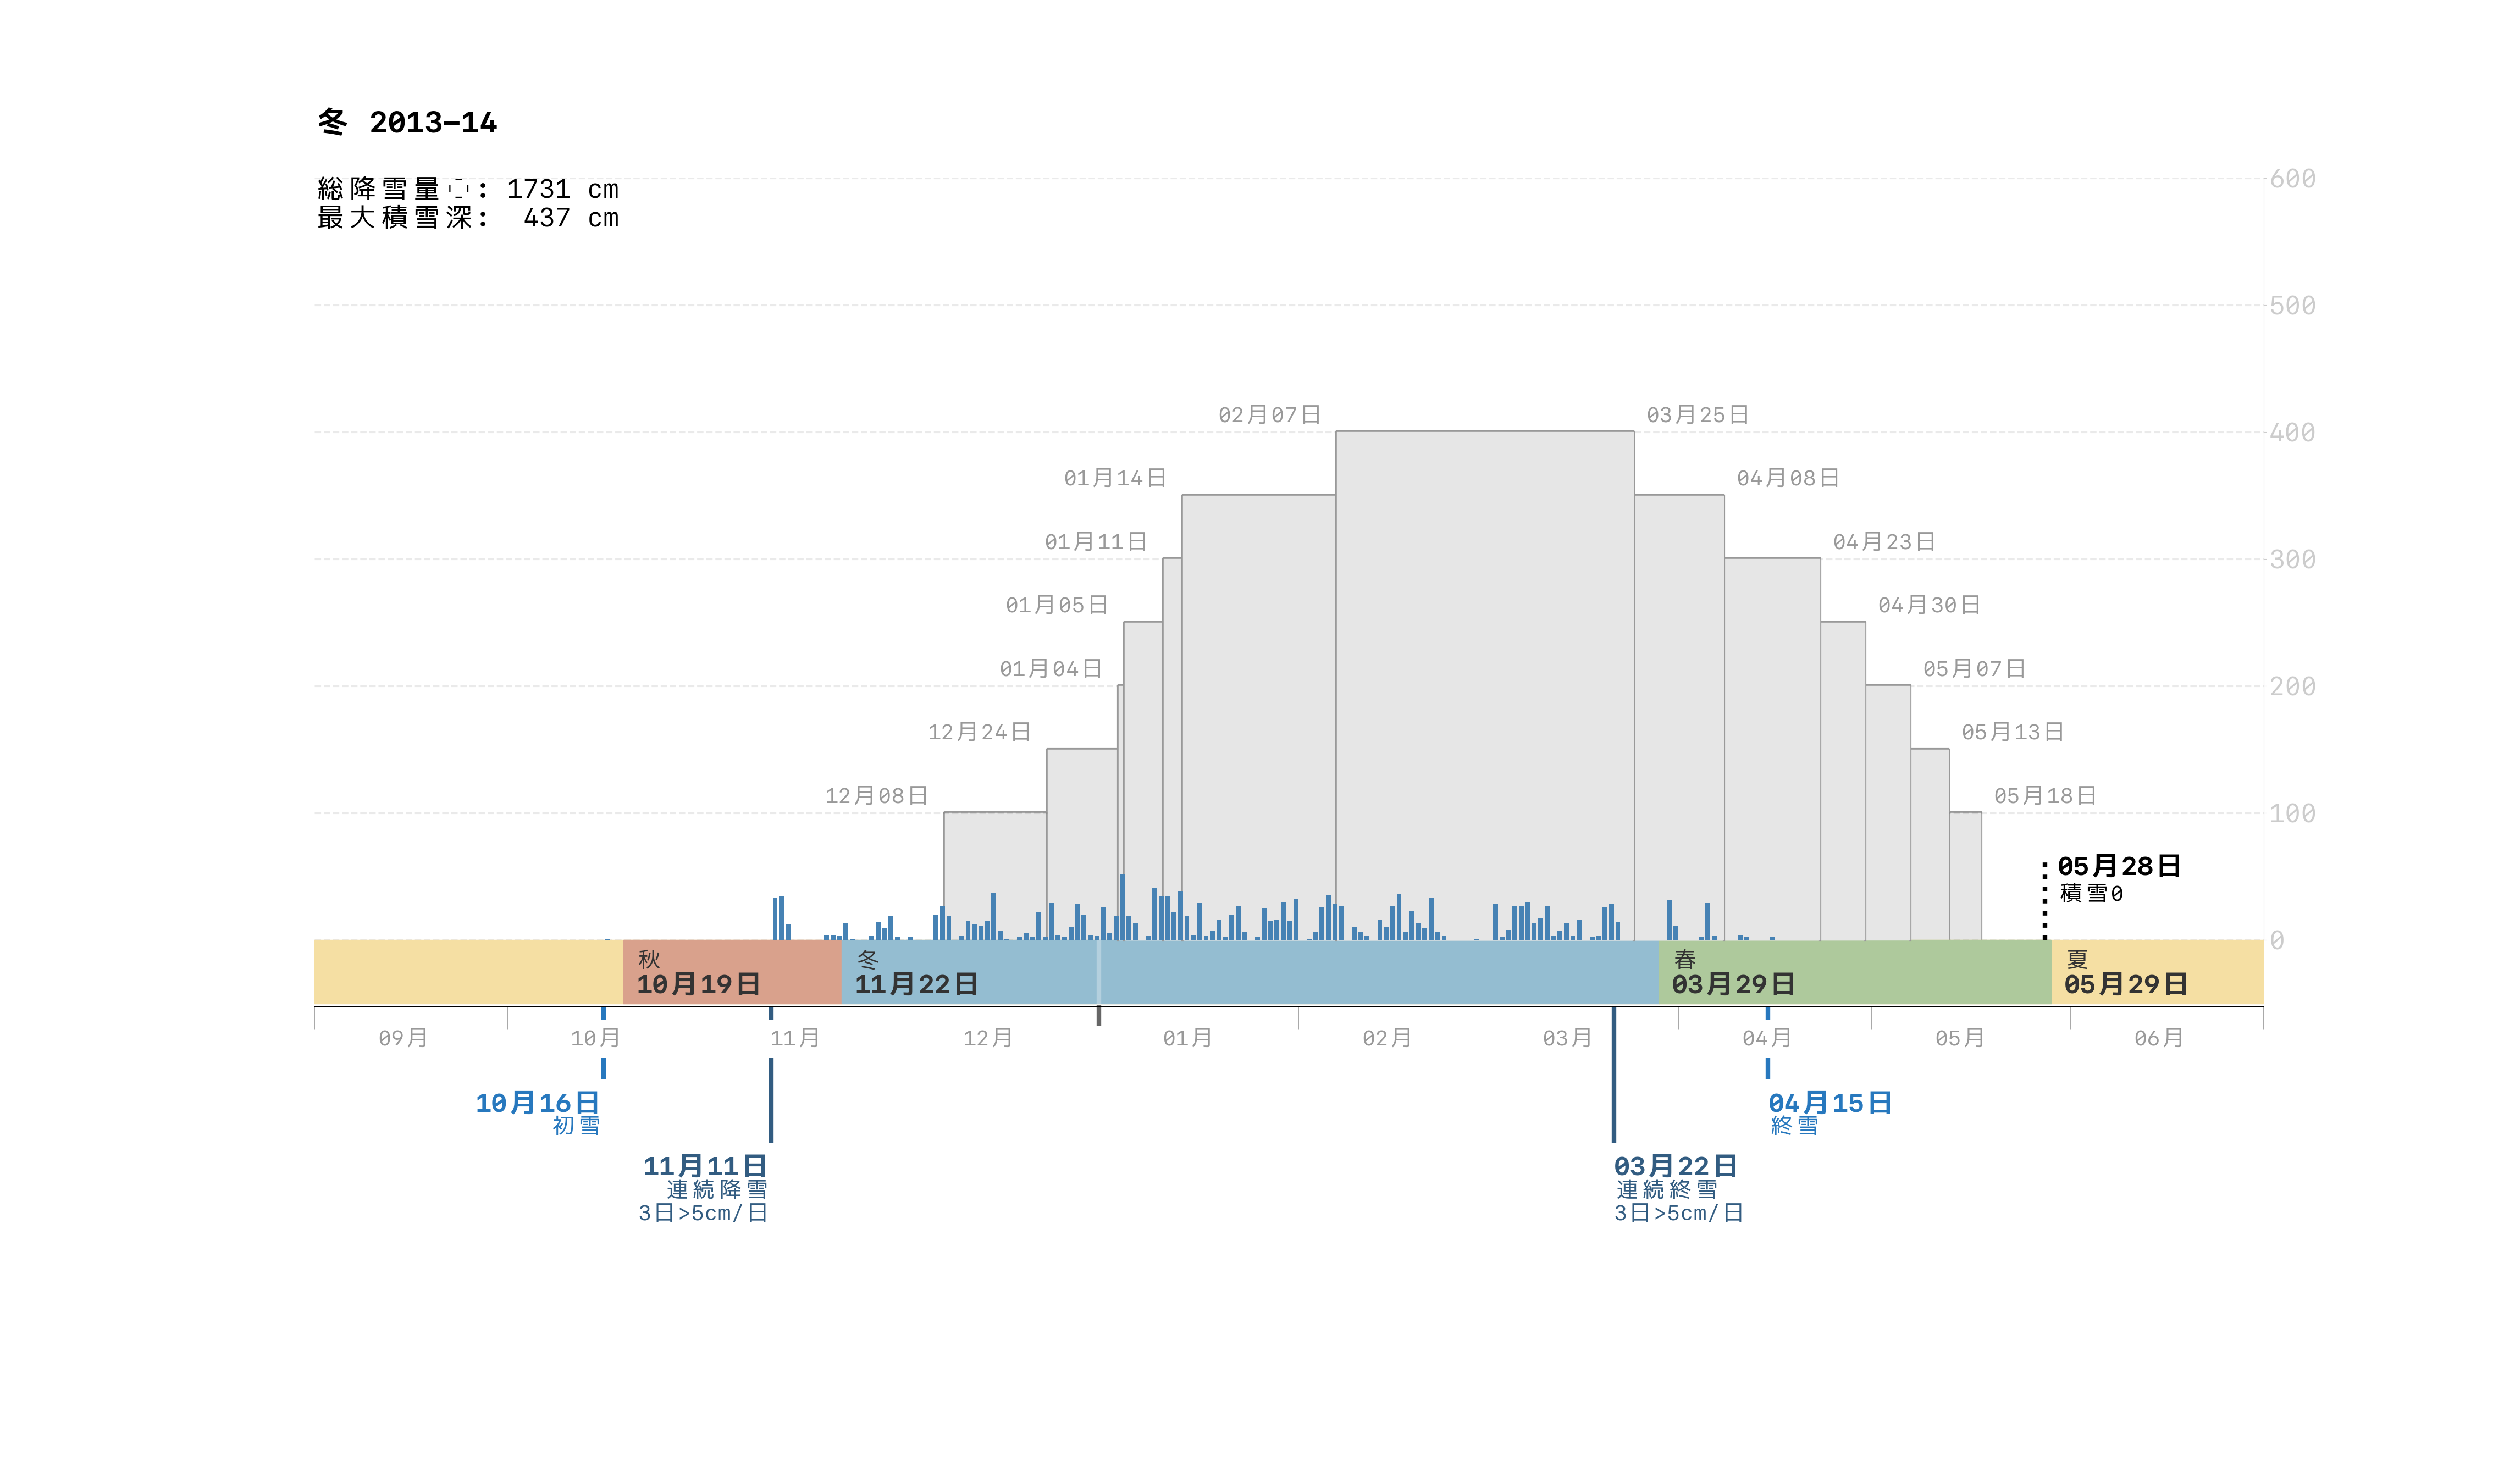 冬 2013-14
総降雪量 : 1731 cm
最大積雪深: 437 cm
600
500
400
300
200
100
0
02月07日
03月25日
01月14日
04月08日
01月11日
04月23日
01月05日
04月30日
01月04日
05月07日
12月24日
05月13日
12月08日
05月18日
05月28日
積雪0
秋
10月19日
冬
11月22日
春
03月29日
夏
05月29日
09月
10月
11月
12月
01月
02月
03月
04月
05月
06月
10月16日
初雪
04月15日
終雪
11月11日
連続降雪
3日>5cm/日
03月22日
連続終雪
3日>5cm/日